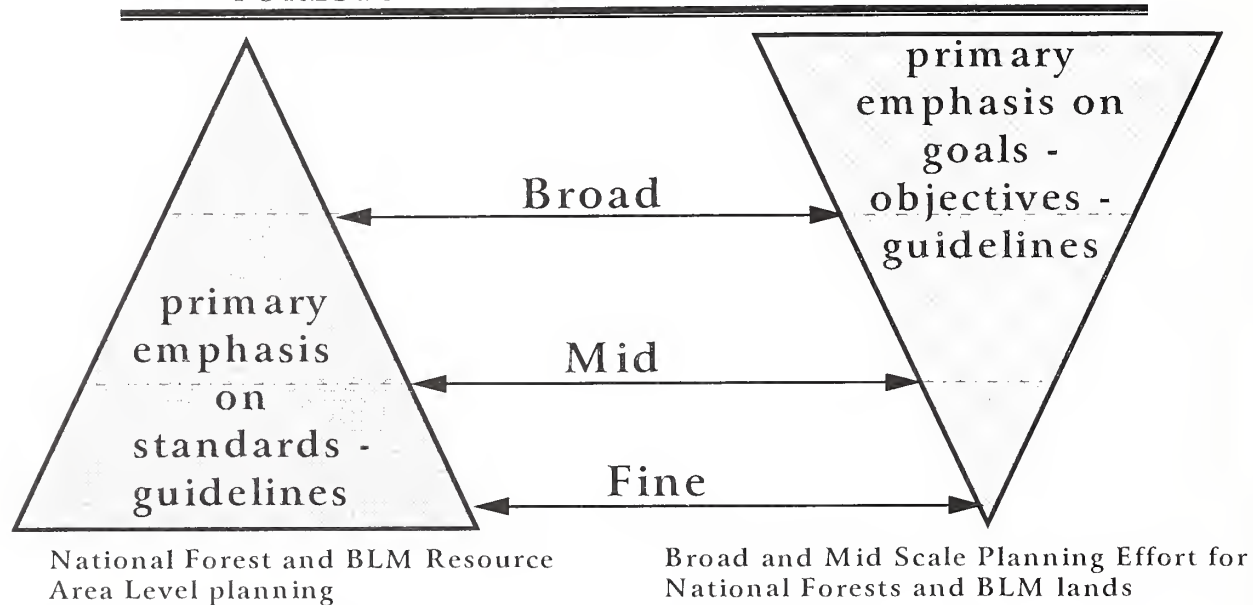 primary
emphasis on
goals -
objectives -
guidelines
Broad
primary
emphasis
on
standards -
guidelines
Mid
Fine
National Forest and BLM Resource
Area Level planning
Broad and Mid Scale Planning Effort for
National Forests and BLM lands